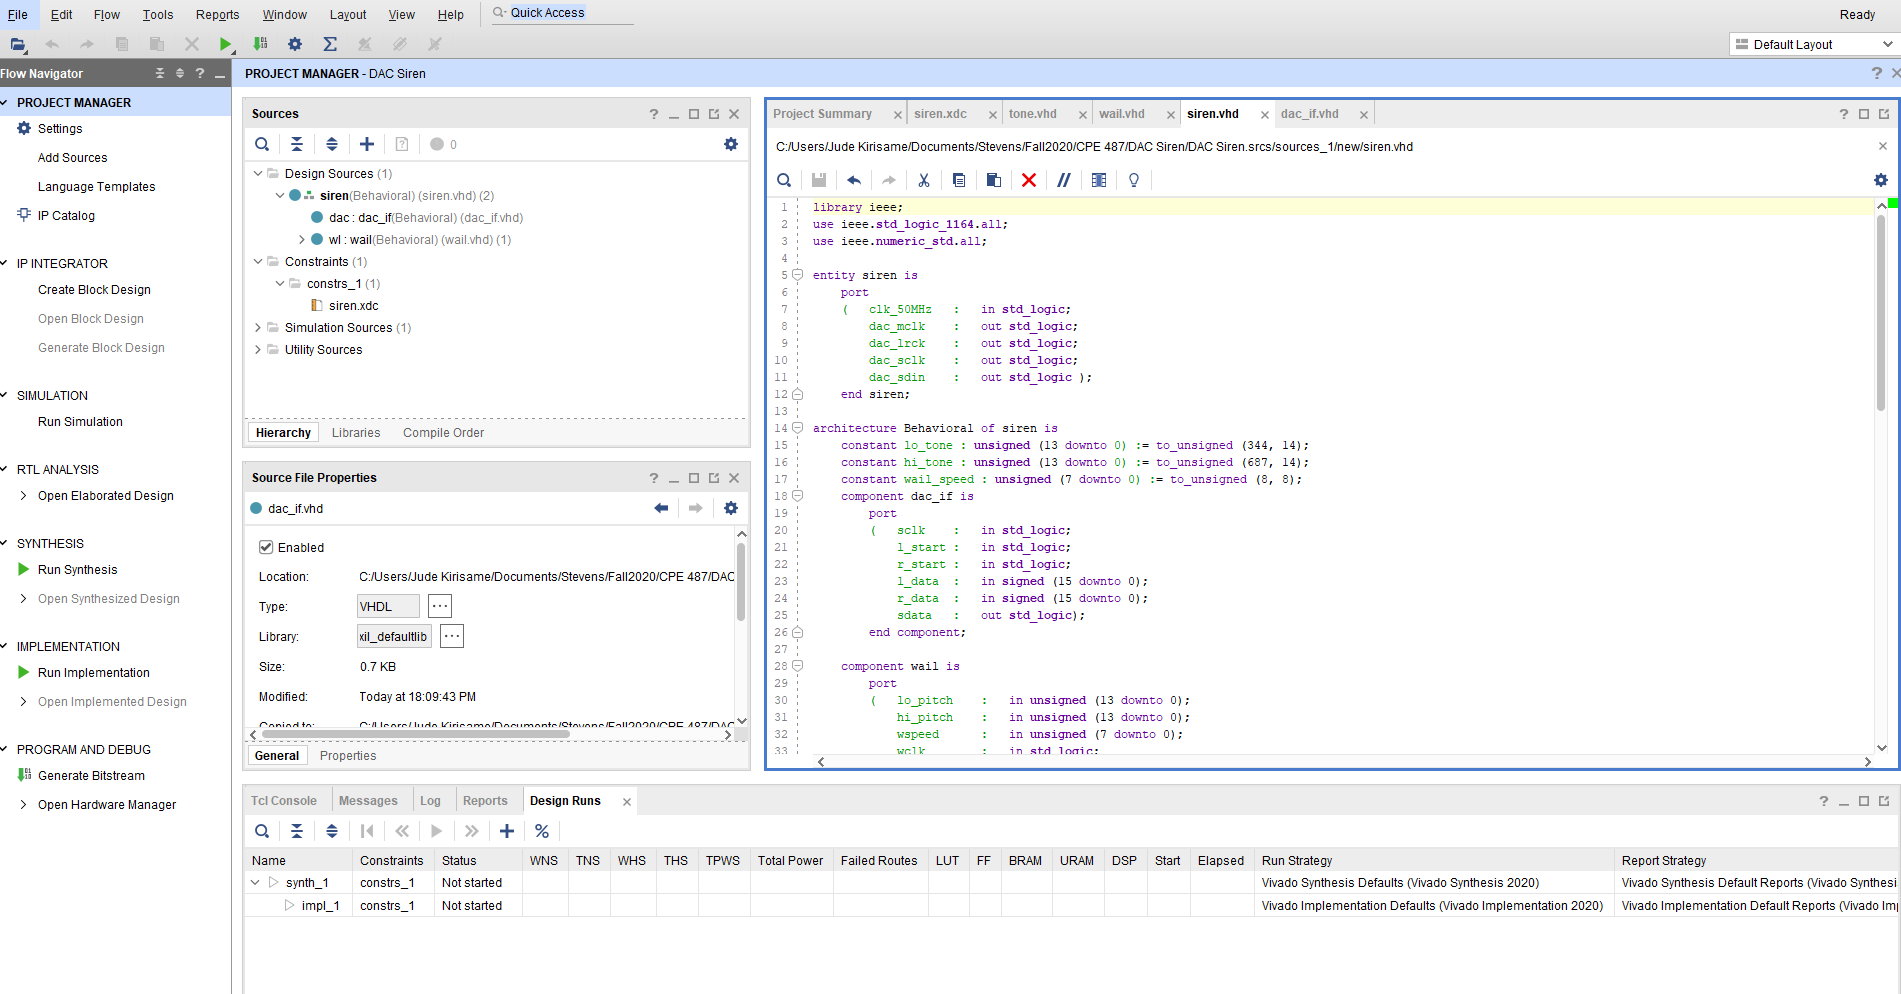 File Edit Flow Tools Reports Window Layout View Help Quick Access Ready
Default Layout
Flow Navigator
PROJECT MANAGER
Settings
Add Sources
Language Templates
IP Catalog
IP INTEGRATOR
Create Block Design
Open Block Design
Generate Block Design
SIMULATION
Run Simulation
RTL ANALYSIS
Open Elaborated Design
SYNTHESIS
Run Synthesis
Open Synthesized Design
IMPLEMENTATION
Run Implementation
Open Implemented Design
PROGRAM AND DEBUG
Generate Bitstream
Open Hardware Manager
PROJECT MANAGER - DAC Siren
Sources
0
Design Sources (1)
siren(Behavioral) (siren.vhd) (2)
dac : dac_if(Behavioral) (dac_if.vhd)
wl : wail(Behavioral) (wail.vhd) (1)
Constraints (1)
constrs_1 (1)
siren.xdc
Simulation Sources (1)
Utility Sources
Hierarchy Libraries Compile Order
Source File Properties
dac_if.vhd
Enabled
Location: C:/Users/Jude Kirisame/Documents/Stevens/Fall2020/CPE 487/DAC
Type: VHDL ...
Library: xil_defaultlib ...
Size: 0.7 KB
Modified: Today at 18:09:43 PM
Copied to: C:/Users/Jude Kirisame/Documents/Stevens/Fall2020/CPE 487/DAC
General Properties
Project Summary siren.xdc tone.vhd wail.vhd siren.vhd dac_if.vhd
C:/Users/Jude Kirisame/Documents/Stevens/Fall2020/CPE 487/DAC Siren/DAC Siren.srcs/sources_1/new/siren.vhd
1 library ieee;
2 use ieee.std_logic_1164.all;
3 use ieee.numeric_std.all;
4
5 entity siren is
6 port
7 ( clk_50MHz : in std_logic;
8 dac_mclk : out std_logic;
9 dac_lrck : out std_logic;
10 dac_sclk : out std_logic;
11 dac_sdin : out std_logic );
12 end siren;
13
14 architecture Behavioral of siren is
15 constant lo_tone : unsigned (13 downto 0) := to_unsigned (344, 14);
16 constant hi_tone : unsigned (13 downto 0) := to_unsigned (687, 14);
17 constant wail_speed : unsigned (7 downto 0) := to_unsigned (8, 8);
18 component dac_if is
19 port
20 ( sclk : in std_logic;
21 l_start : in std_logic;
22 r_start : in std_logic;
23 l_data : in signed (15 downto 0);
24 r_data : in signed (15 downto 0);
25 sdata : out std_logic);
26 end component;
27
28 component wail is
29 port
30 ( lo_pitch : in unsigned (13 downto 0);
31 hi_pitch : in unsigned (13 downto 0);
32 wspeed : in unsigned (7 downto 0);
33 wclk : in std_logic;
Tcl Console Messages Log Reports Design Runs
Name Constraints Status WNS TNS WHS THS TPWS Total Power Failed Routes LUT FF BRAM URAM DSP Start Elapsed Run Strategy Report Strategy
synth_1 constrs_1 Not started Vivado Synthesis Defaults (Vivado Synthesis 2020) Vivado Synthesis Default Reports (Vivado Synthesi
impl_1 constrs_1 Not started Vivado Implementation Defaults (Vivado Implementation 2020) Vivado Implementation Default Reports (Vivado Im